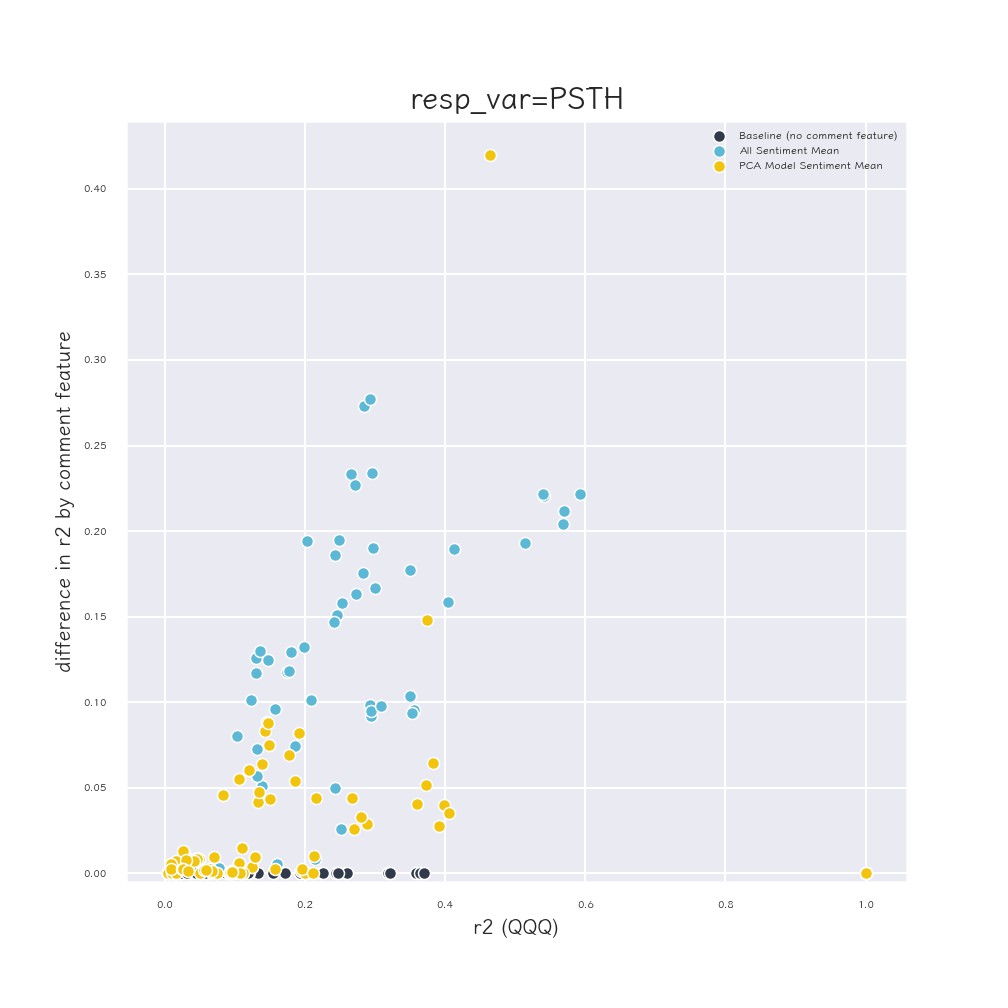 resp_var=PSTH
Baseline (no comment feature)
All Sentiment Mean
PCA Model Sentiment Mean
difference in r2 by comment feature
0.40
0.35
0.30
0.25
0.20
0.15
0.10
0.05
0.00
0.0 0.2 0.4 0.6 0.8 1.0
r2 (QQQ)